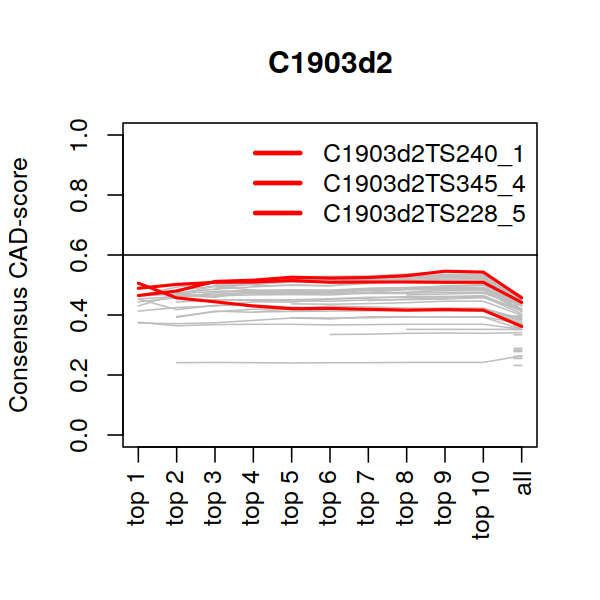 C1903d2
Consensus CAD-score
1.0
0.8
0.6
0.4
0.2
0.0
C1903d2TS240_1
C1903d2TS345_4
C1903d2TS228_5
top 1
top 2
top 3
top 4
top 5
top 6
top 7
top 8
top 9
top 10
all